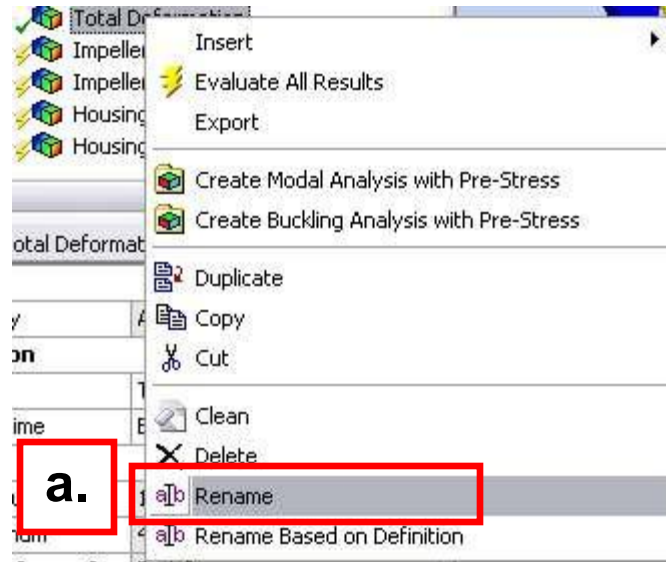 Total Deformation
Impeller
Impeller
Housing
Housing
Insert
Evaluate All Results
Export
Create Modal Analysis with Pre-Stress
Create Buckling Analysis with Pre-Stress
otal Deformat
Duplicate
Copy
Cut
on
ime
Clean
Delete
a.
Rename
Rename Based on Definition